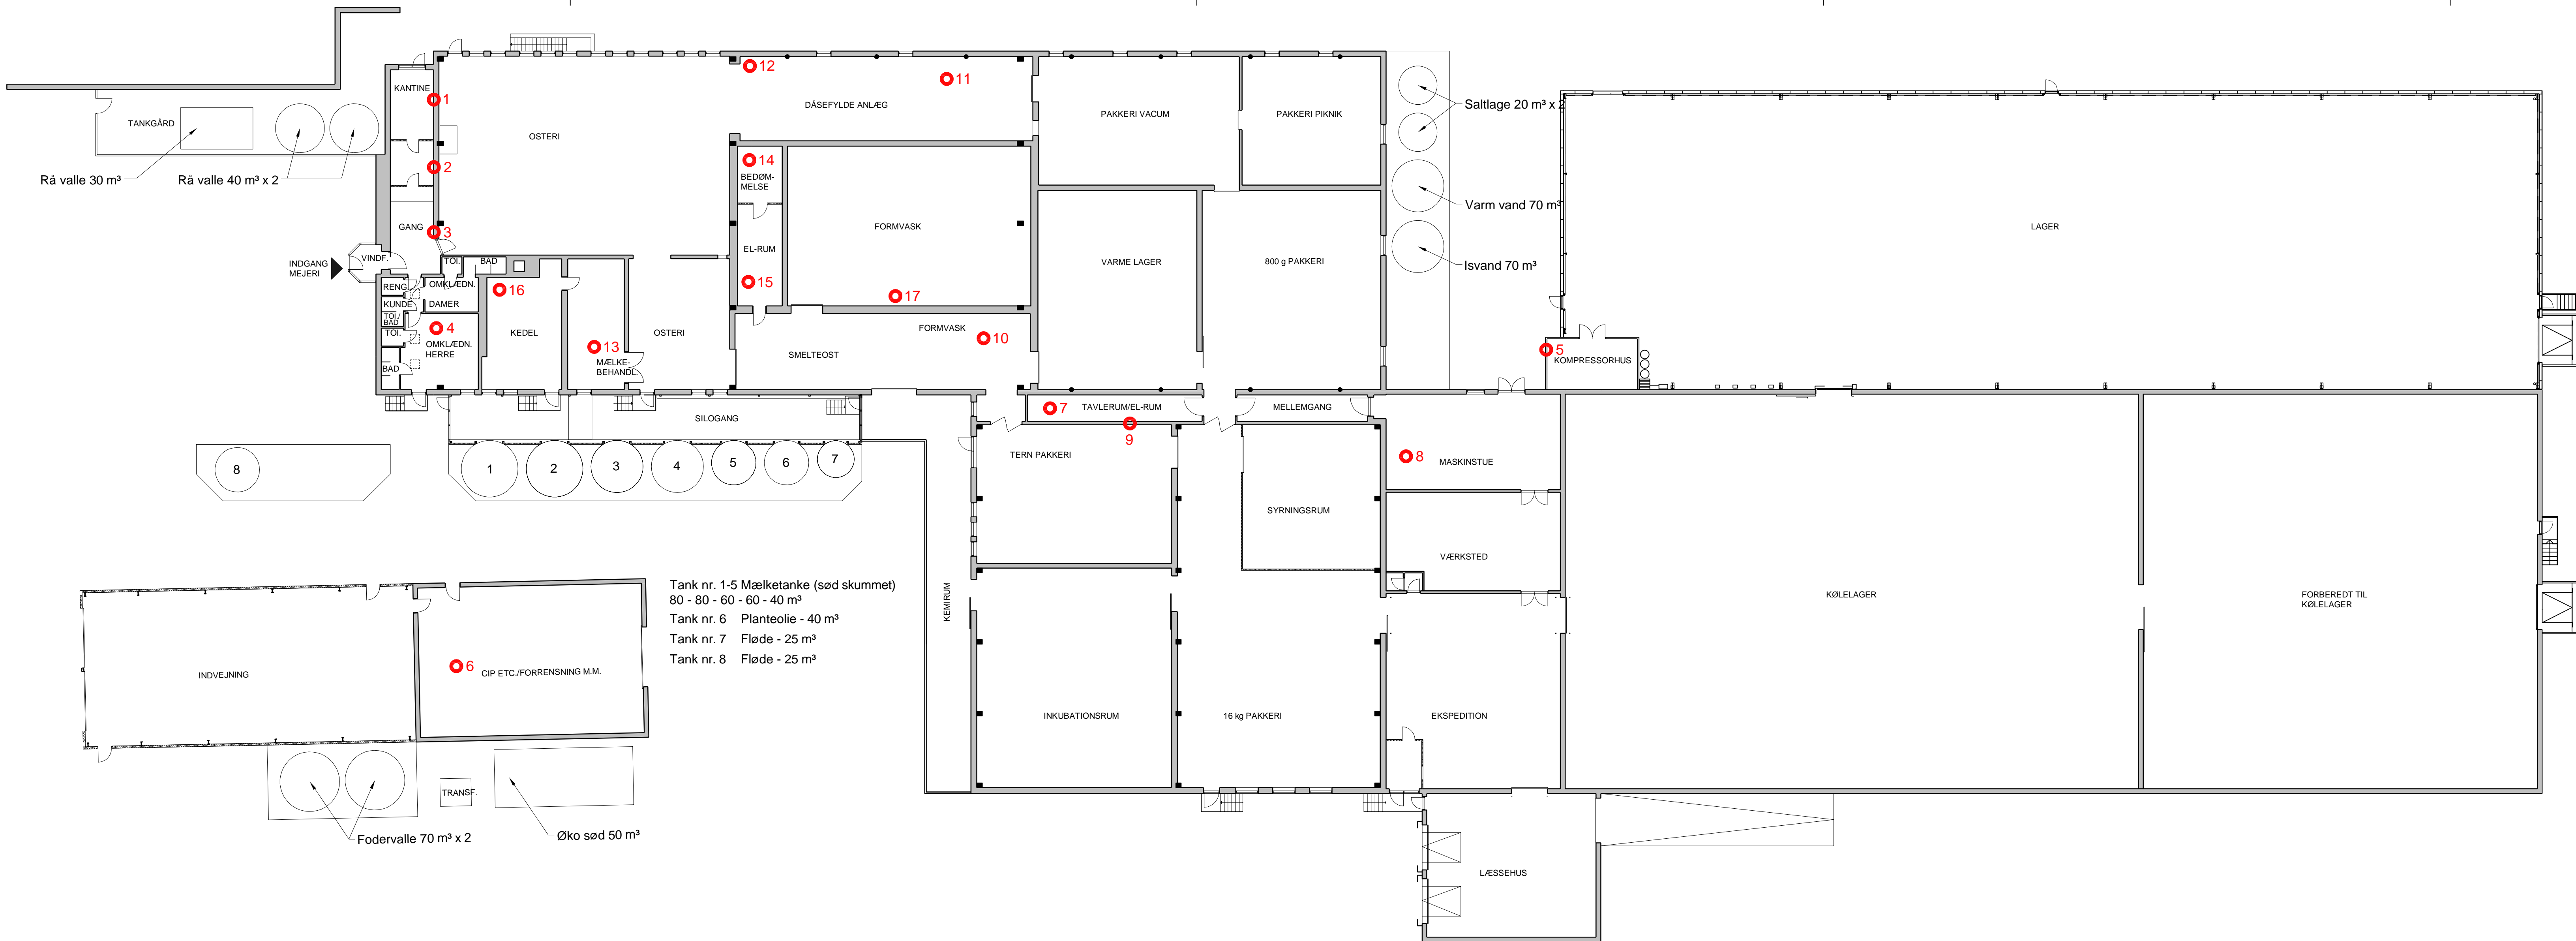 KANTINE
1
12
11
DÅSEFYLDE ANLÆG
PAKKERI VACUM
PAKKERI PIKNIK
Saltlage 20 m³ x 2
TANKGÅRD
OSTERI
2
14
BEDØM-
MELSE
Rå valle 30 m³
Rå valle 40 m³ x 2
Varm vand 70 m³
GANG
3
FORMVASK
LAGER
EL-RUM
INDGANG
MEJERI
VINDF.
TOI.
BAD
VARME LAGER
800 g PAKKERI
Isvand 70 m³
RENG.
OMKLÆDN.
DAMER
16
15
17
KUNDE
TOI./
BAD
TOI.
4
OMKLÆDN.
HERRE
BAD
KEDEL
13
MÆLKE-
BEHANDL.
OSTERI
SMELTEOST
FORMVASK
10
5
KOMPRESSORHUS
7
TAVLERUM/EL-RUM
MELLEMGANG
SILOGANG
9
8
1
2
3
4
5
6
7
TERN PAKKERI
8
MASKINSTUE
SYRNINGSRUM
VÆRKSTED
KEMIRUM
Tank nr. 1-5 Mælketanke (sød skummet)
80 - 80 - 60 - 60 - 40 m³
Tank nr. 6 Planteolie - 40 m³
Tank nr. 7 Fløde - 25 m³
Tank nr. 8 Fløde - 25 m³
KØLELAGER
FORBEREDT TIL
KØLELAGER
INDVEJNING
6
CIP ETC./FORRENSNING M.M.
INKUBATIONSRUM
16 kg PAKKERI
EKSPEDITION
TRANSF.
Fodervalle 70 m³ x 2
Øko sød 50 m³
LÆSSEHUS